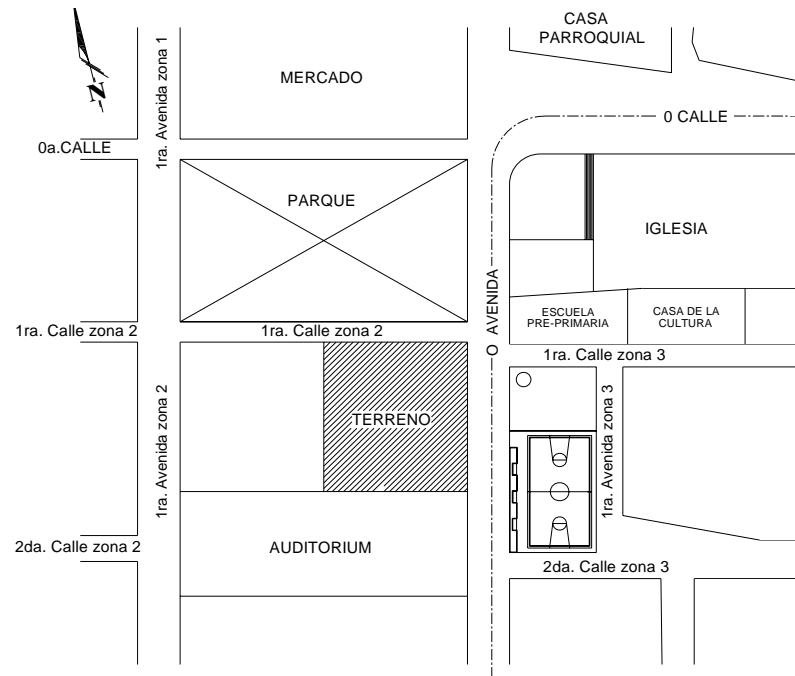 CASA
PARROQUIAL
1ra. Avenida zona 1
MERCADO
N
0 CALLE
0a.CALLE
PARQUE
IGLESIA
O AVENIDA
ESCUELA
PRE-PRIMARIA
CASA DE LA
CULTURA
1ra. Calle zona 2
1ra. Calle zona 2
1ra. Calle zona 3
1ra. Avenida zona 2
TERRENO
1ra. Avenida zona 3
2da. Calle zona 2
AUDITORIUM
2da. Calle zona 3